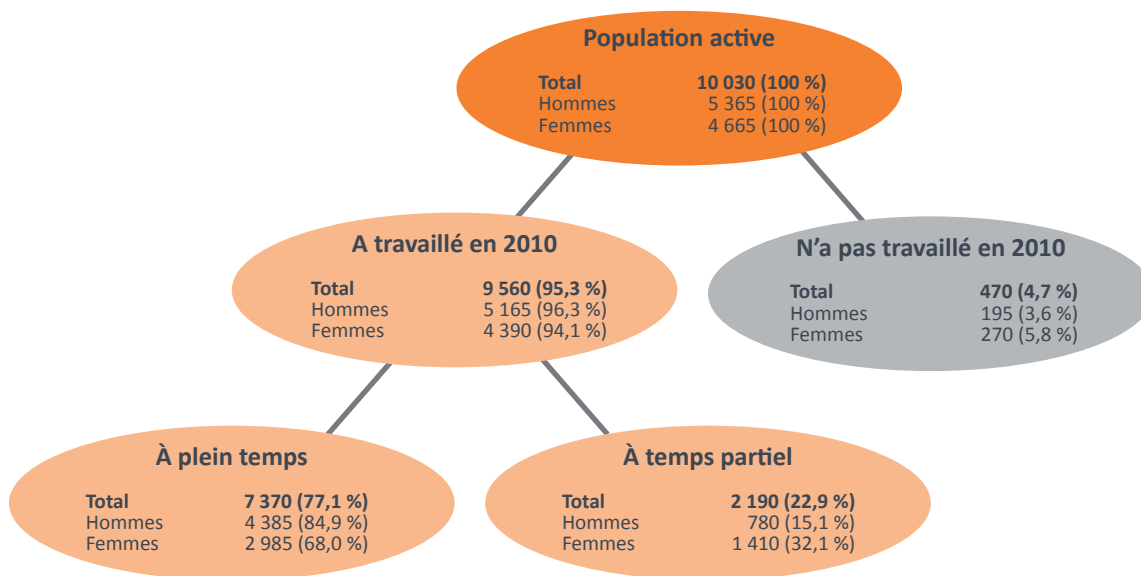 Population active
Total 10 030 (100 %)
Hommes 5 365 (100 %)
Femmes 4 665 (100 %)
A travaillé en 2010
Total 9 560 (95,3 %)
Hommes 5 165 (96,3 %)
Femmes 4 390 (94,1 %)
N'a pas travaillé en 2010
Total 470 (4,7 %)
Hommes 195 (3,6 %)
Femmes 270 (5,8 %)
À plein temps
Total 7 370 (77,1 %)
Hommes 4 385 (84,9 %)
Femmes 2 985 (68,0 %)
À temps partiel
Total 2 190 (22,9 %)
Hommes 780 (15,1 %)
Femmes 1 410 (32,1 %)